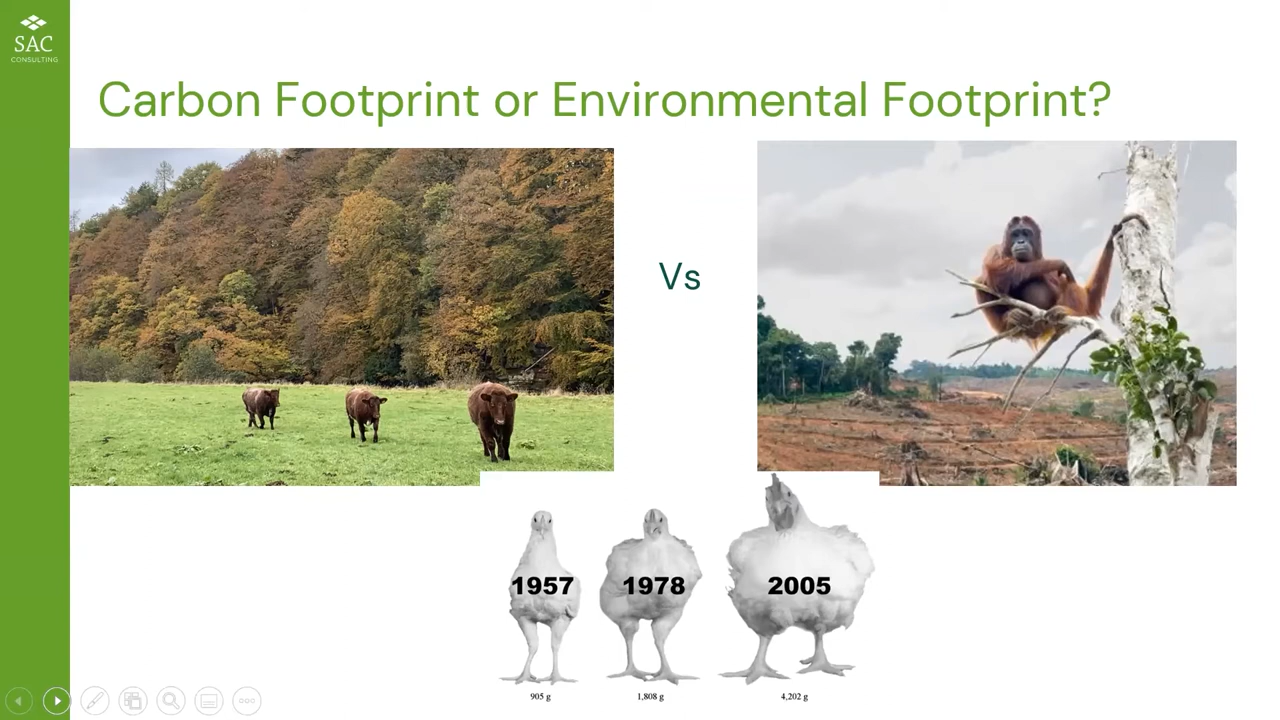 SAC
CONSULTING
Carbon Footprint or Environmental Footprint?
Vs
1957
1978
2005
905 g
1,808 g
4,202 g